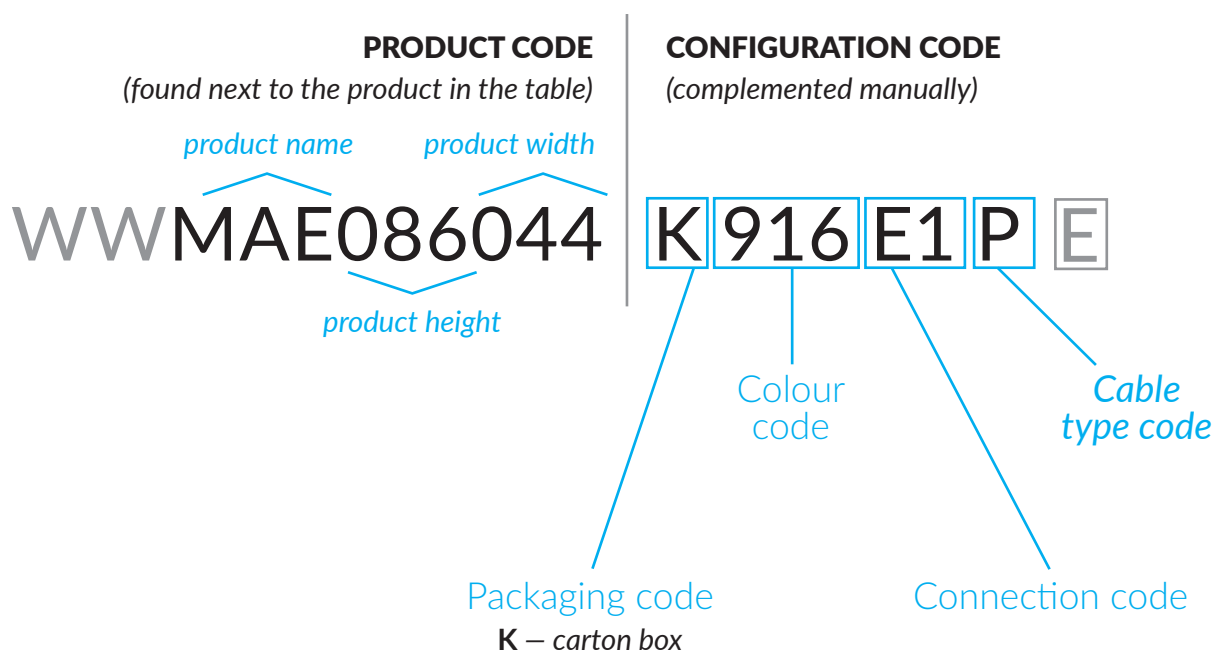 PRODUCT CODE
(found next to the product in the table)
CONFIGURATION CODE
(complemented manually)
product name
product width
WWMAE086044
K 916 E1 P E
product height
Colour
code
Cable
type code
Packaging code
K – carton box
Connection code